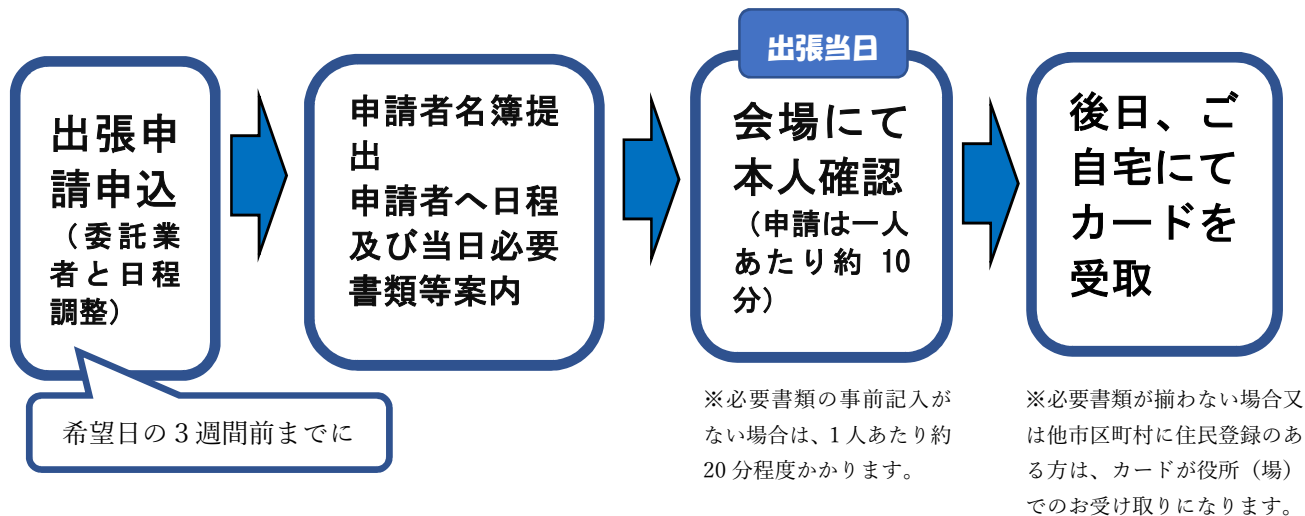 出張申
請申込
（委託業
者と日程
調整）
希望日の３週間前までに
申請者名簿提
出
申請者へ日程
及び当日必要
書類等案内
出張当日
会場にて
本人確認
（申請は一人
あたり約 10
分）
※必要書類の事前記入が
ない場合は、1 人あたり約
20 分程度かかります。
後日、ご
自宅にて
カードを
受取
※必要書類が揃わない場合又
は他市区町村に住民登録のあ
る方は、カードが役所（場）
でのお受け取りになります。